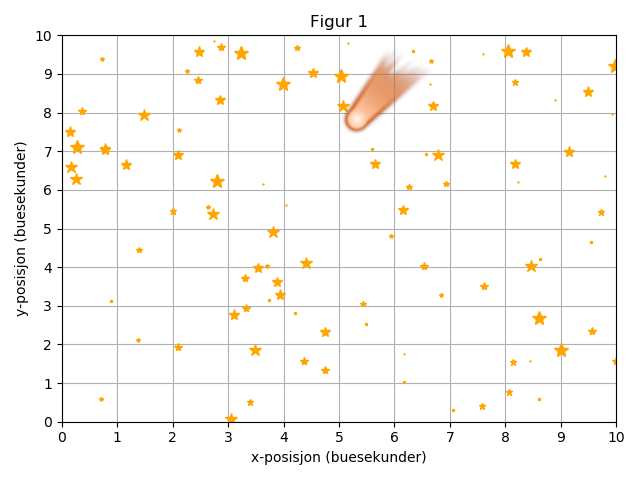 Figur 1
10
9
8
7
6
5
4
3
2
1
0
y-posisjon (buesekunder)
0 1 2 3 4 5 6 7 8 9 10
x-posisjon (buesekunder)